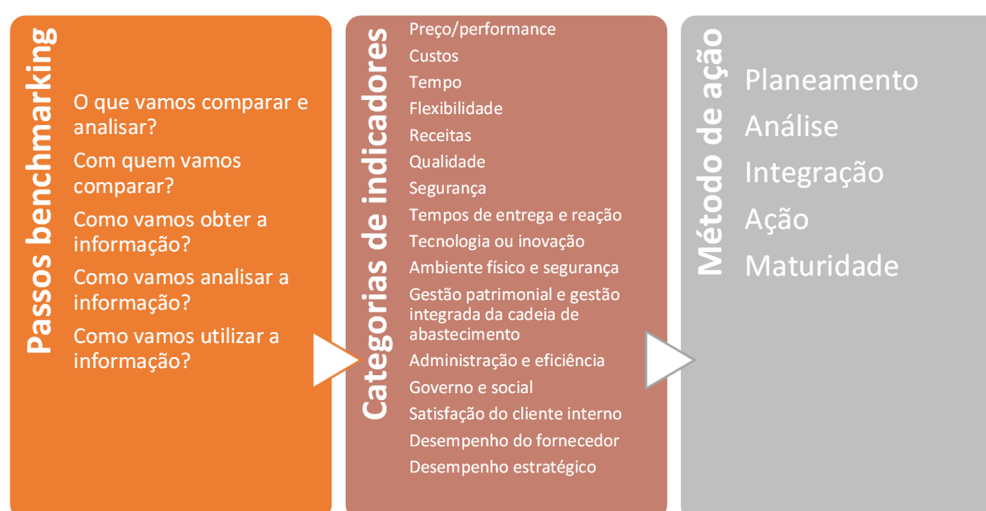 Passos benchmarking
O que vamos comparar e
analisar?
Com quem vamos
comparar?
Como vamos obter a
informação?
Como vamos analisar a
informação?
Como vamos utilizar a
informação?
Categorias de indicadores
Preço/performance
Custos
Tempo
Flexibilidade
Receitas
Qualidade
Segurança
Tempos de entrega e reação
Tecnologia ou inovação
Ambiente físico e segurança
Gestão patrimonial e gestão
integrada da cadeia de
abastecimento
Administração e eficiência
Governo e social
Satisfação do cliente interno
Desempenho do fornecedor
Desempenho estratégico
Método de ação
Planeamento
Análise
Integração
Ação
Maturidade